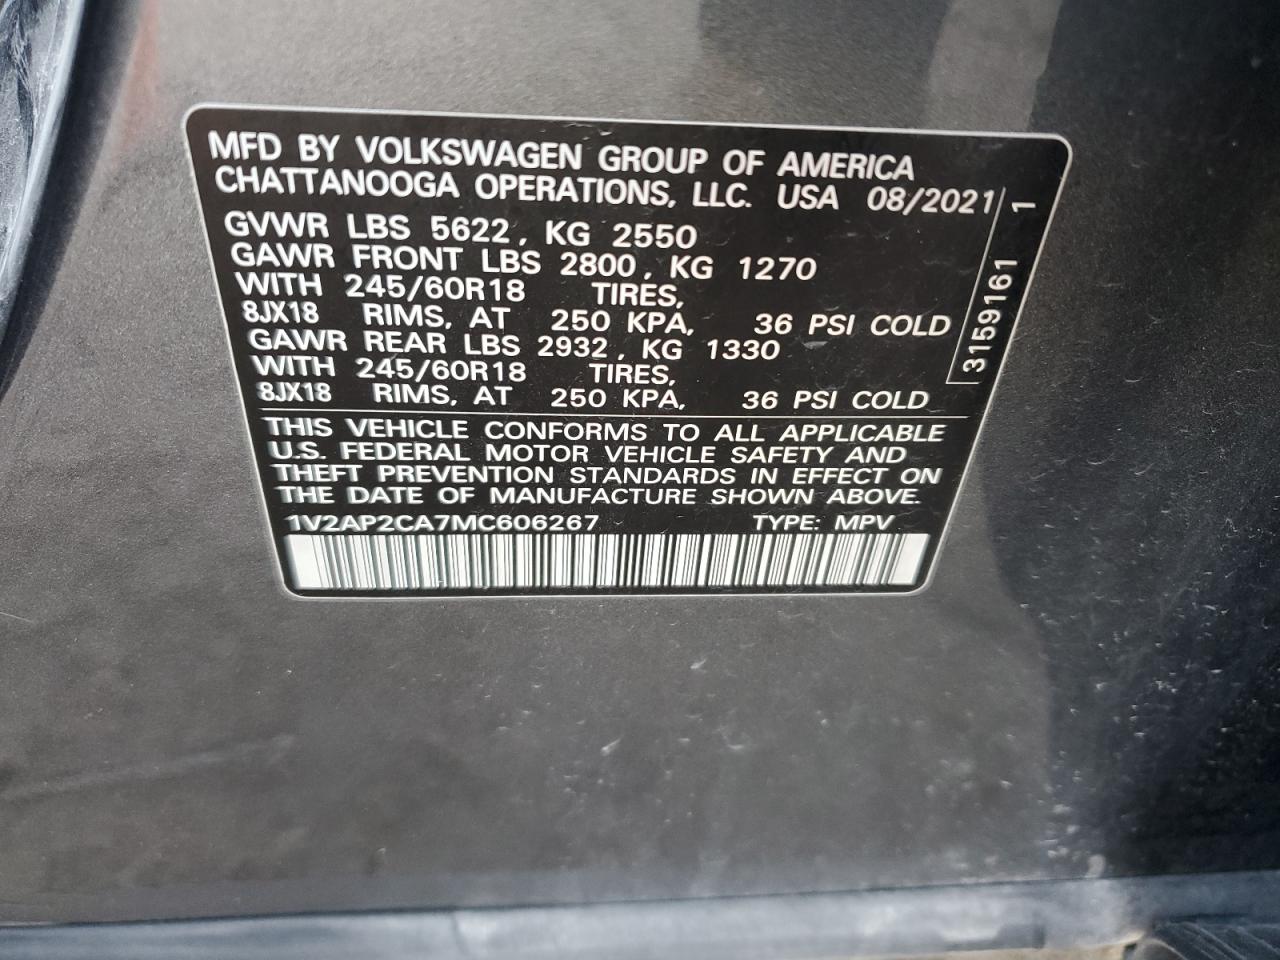 MFD BY VOLKSWAGEN GROUP OF AMERICA
CHATTANOOGA OPERATIONS, LLC. USA 08/2021
GVWR LBS 5622, KG 2550
GAWR FRONT LBS 2800, KG 1270
WITH 245/60R18 TIRES,
8JX18 RIMS, AT 250 KPA, 36 PSI COLD
GAWR REAR LBS 2932, KG 1330
WITH 245/60R18 TIRES,
8JX18 RIMS, AT 250 KPA, 36 PSI COLD
3159161 1
THIS VEHICLE CONFORMS TO ALL APPLICABLE
U.S. FEDERAL MOTOR VEHICLE SAFETY AND
THEFT PREVENTION STANDARDS IN EFFECT ON
THE DATE OF MANUFACTURE SHOWN ABOVE.
1V2AP2CA7MC606267 TYPE: MPV